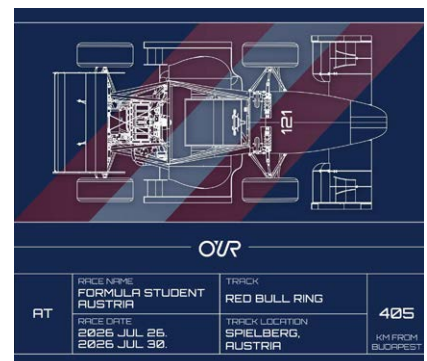 121
OUR
AT
RACE NAME
FORMULA STUDENT
AUSTRIA
TRACK
RED BULL RING
RACE DATE
2026 JUL 26.
2026 JUL 30.
TRACK LOCATION
SPIELBERG,
AUSTRIA
405
KM FROM
BUDAPEST